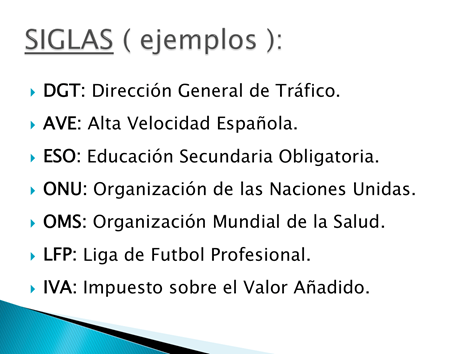 SIGLAS ( ejemplos ):
DGT: Dirección General de Tráfico.
AVE: Alta Velocidad Española.
ESO: Educación Secundaria Obligatoria.
ONU: Organización de las Naciones Unidas.
OMS: Organización Mundial de la Salud.
LFP: Liga de Futbol Profesional.
IVA: Impuesto sobre el Valor Añadido.